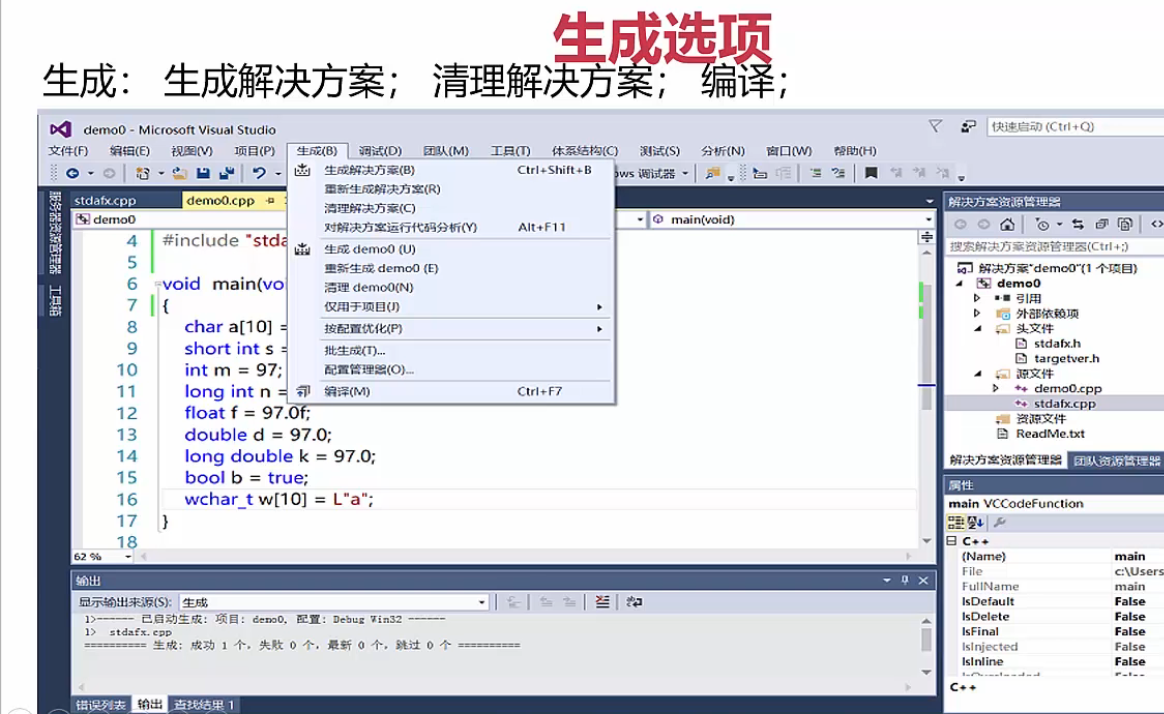 生成选项
生成： 生成解决方案； 清理解决方案； 编译；
demo0 - Microsoft Visual Studio
快速启动 (Ctrl+Q)
文件(F) 编辑(E) 视图(V) 项目(P) 生成(B) 调试(D) 团队(M) 工具(T) 体系结构(C) 测试(S) 分析(N) 窗口(W) 帮助(H)
ows 调试器
生成解决方案(B) Ctrl+Shift+B
重新生成解决方案(R)
清理解决方案(C)
对解决方案运行代码分析(Y) Alt+F11
生成 demo0 (U)
重新生成 demo0 (E)
清理 demo0(N)
仅用于项目(J)
按配置优化(P)
批生成(T)...
配置管理器(O)...
编译(M) Ctrl+F7
服务器资源管理器
工具箱
stdafx.cpp demo0.cpp
demo0
main(void)
4 #include "stda
5
6 void main(vo
7 {
8 char a[10] =
9 short int s =
10 int m = 97;
11 long int n =
12 float f = 97.0f;
13 double d = 97.0;
14 long double k = 97.0;
15 bool b = true;
16 wchar_t w[10] = L"a";
17 }
18
62 %
输出
显示输出来源(S): 生成
1>------ 已启动生成: 项目: demo0, 配置: Debug Win32 ------
1> stdafx.cpp
========== 生成: 成功 1 个，失败 0 个，最新 0 个，跳过 0 个 ==========
错误列表 输出 查找结果 1
解决方案资源管理器
搜索解决方案资源管理器(Ctrl+;)
解决方案"demo0"(1 个项目)
demo0
引用
外部依赖项
头文件
stdafx.h
targetver.h
源文件
demo0.cpp
stdafx.cpp
资源文件
ReadMe.txt
解决方案资源管理器 团队资源管理器
属性
main VCCodeFunction
C++
(Name) main
File c:\Users
FullName main
IsDefault False
IsDelete False
IsFinal False
IsInjected False
IsInline False
C++